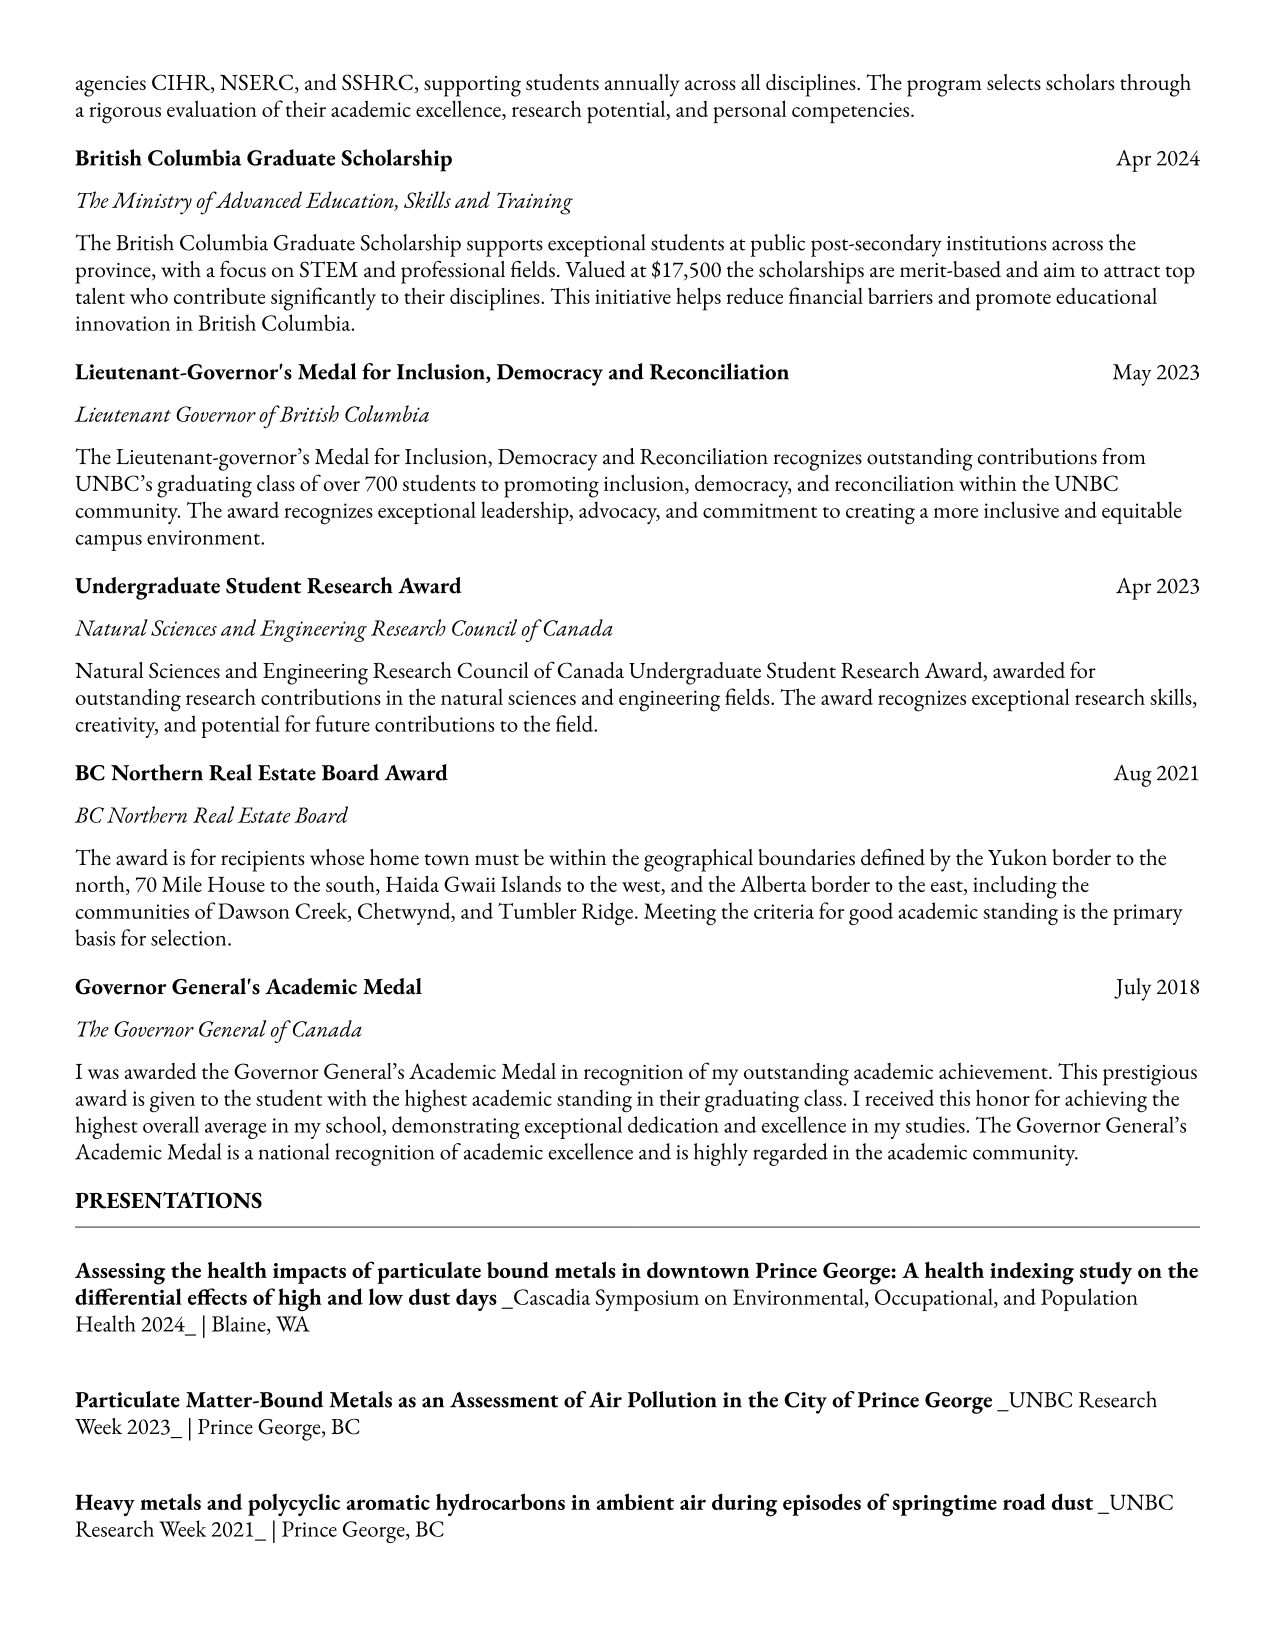 agencies CIHR, NSERC, and SSHRC, supporting students annually across all disciplines. The program selects scholars through
a rigorous evaluation of their academic excellence, research potential, and personal competencies.
British Columbia Graduate Scholarship Apr 2024
The Ministry of Advanced Education, Skills and Training
The British Columbia Graduate Scholarship supports exceptional students at public post-secondary institutions across the
province, with a focus on STEM and professional fields. Valued at $17,500 the scholarships are merit-based and aim to attract top
talent who contribute significantly to their disciplines. This initiative helps reduce financial barriers and promote educational
innovation in British Columbia.
Lieutenant-Governor's Medal for Inclusion, Democracy and Reconciliation May 2023
Lieutenant Governor of British Columbia
The Lieutenant-governor’s Medal for Inclusion, Democracy and Reconciliation recognizes outstanding contributions from
UNBC’s graduating class of over 700 students to promoting inclusion, democracy, and reconciliation within the UNBC
community. The award recognizes exceptional leadership, advocacy, and commitment to creating a more inclusive and equitable
campus environment.
Undergraduate Student Research Award Apr 2023
Natural Sciences and Engineering Research Council of Canada
Natural Sciences and Engineering Research Council of Canada Undergraduate Student Research Award, awarded for
outstanding research contributions in the natural sciences and engineering fields. The award recognizes exceptional research skills,
creativity, and potential for future contributions to the field.
BC Northern Real Estate Board Award Aug 2021
BC Northern Real Estate Board
The award is for recipients whose home town must be within the geographical boundaries defined by the Yukon border to the
north, 70 Mile House to the south, Haida Gwaii Islands to the west, and the Alberta border to the east, including the
communities of Dawson Creek, Chetwynd, and Tumbler Ridge. Meeting the criteria for good academic standing is the primary
basis for selection.
Governor General's Academic Medal July 2018
The Governor General of Canada
I was awarded the Governor General’s Academic Medal in recognition of my outstanding academic achievement. This prestigious
award is given to the student with the highest academic standing in their graduating class. I received this honor for achieving the
highest overall average in my school, demonstrating exceptional dedication and excellence in my studies. The Governor General’s
Academic Medal is a national recognition of academic excellence and is highly regarded in the academic community.
PRESENTATIONS
Assessing the health impacts of particulate bound metals in downtown Prince George: A health indexing study on the
differential effects of high and low dust days _Cascadia Symposium on Environmental, Occupational, and Population
Health 2024_ | Blaine, WA
Particulate Matter-Bound Metals as an Assessment of Air Pollution in the City of Prince George _UNBC Research
Week 2023_ | Prince George, BC
Heavy metals and polycyclic aromatic hydrocarbons in ambient air during episodes of springtime road dust _UNBC
Research Week 2021_ | Prince George, BC